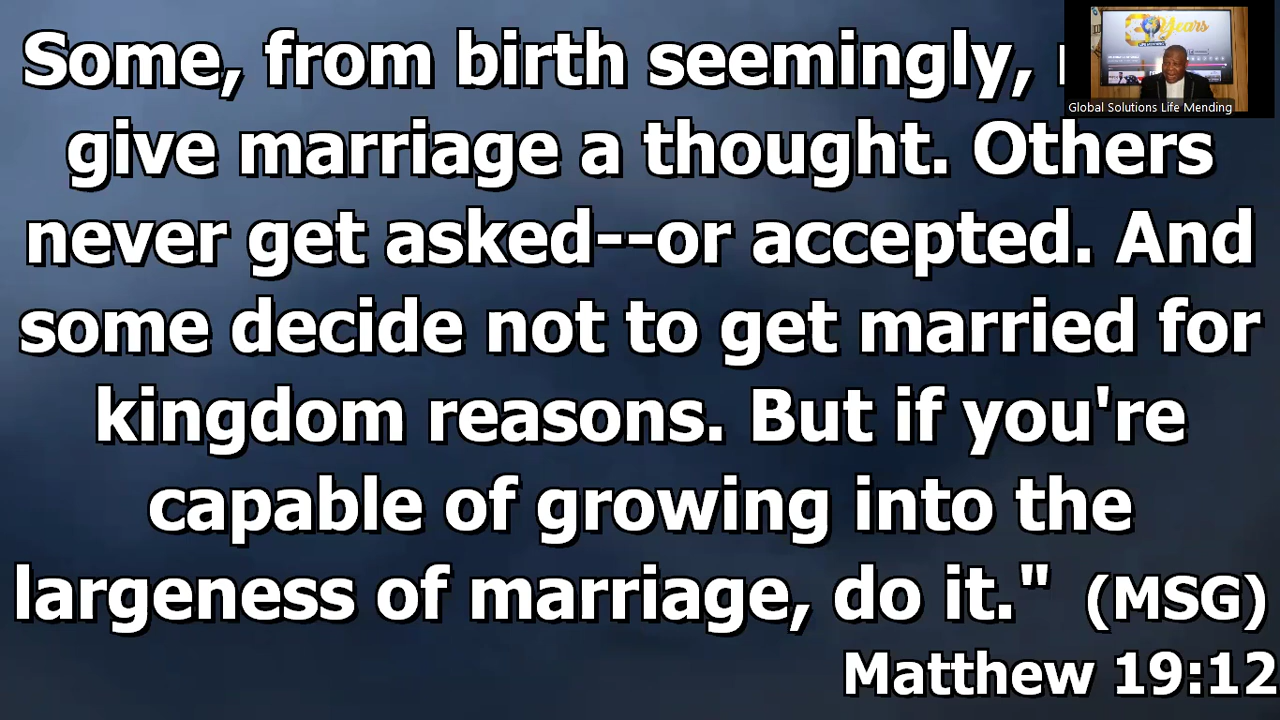 Some, from birth seemingly,
give marriage a thought. Others
never get asked--or accepted. And
some decide not to get married for
kingdom reasons. But if you're
capable of growing into the
largeness of marriage, do it." (MSG)
Matthew 19:12
Years
Global Solutions Life Mending